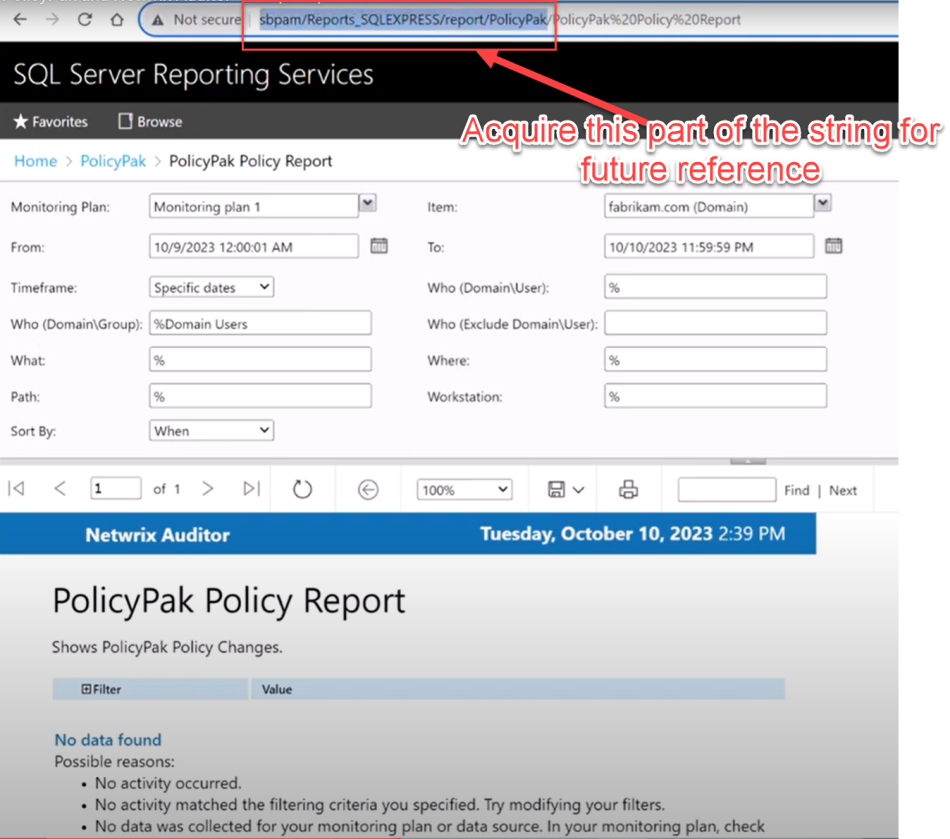 Not secure sbpam/Reports_SQLEXPRESS/report/PolicyPak/PolicyPak%20Policy%20Report
SQL Server Reporting Services
Favorites Browse
Acquire this part of the string for
future reference
Home > PolicyPak > PolicyPak Policy Report
Monitoring Plan: Monitoring plan 1 Item: fabrikam.com (Domain)
From: 10/9/2023 12:00:01 AM To: 10/10/2023 11:59:59 PM
Timeframe: Specific dates Who (Domain\User): %
Who (Domain\Group): %Domain Users Who (Exclude Domain\User):
What: % Where: %
Path: % Workstation: %
Sort By: When
1 of 1 100% Find | Next
Netwrix Auditor Tuesday, October 10, 2023 2:39 PM
PolicyPak Policy Report
Shows PolicyPak Policy Changes.
Filter Value
No data found
Possible reasons:
• No activity occurred.
• No activity matched the filtering criteria you specified. Try modifying your filters.
• No data was collected for your monitoring plan or data source. In your monitoring plan, check